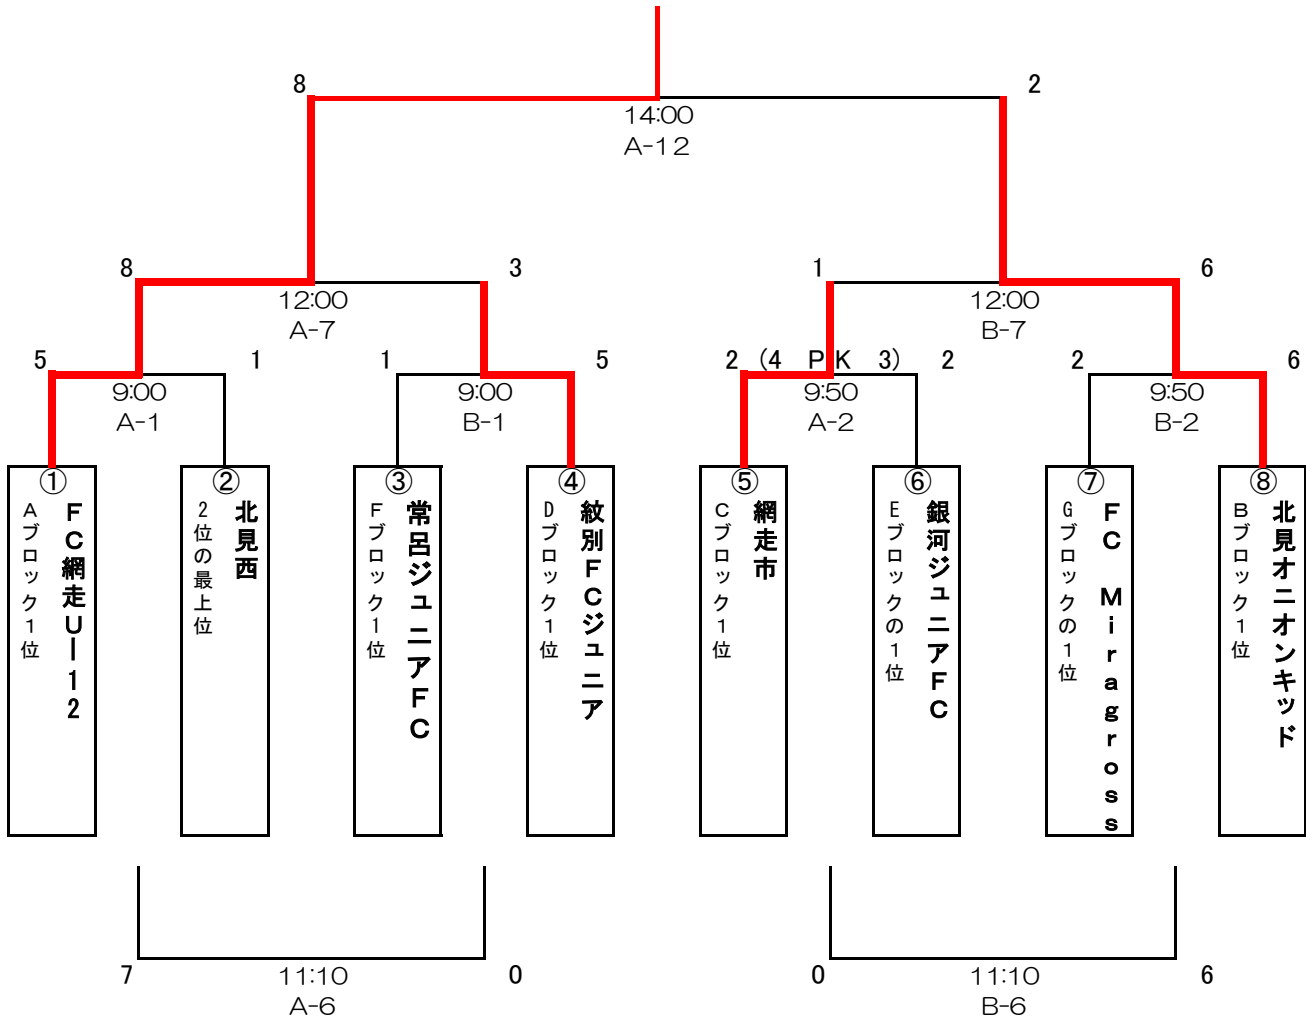 8
2
14:00
A-12
8
3
1
6
12:00
A-7
12:00
B-7
5
1
1
5
2 (4 PK 3) 2
2
6
9:00
A-1
9:00
B-1
9:50
A-2
9:50
B-2
①
FC網走U-12
Aブロック1位
②
北見西
2位の最上位
③
常呂ジュニアFC
Fブロック1位
④
紋別FCジュニア
Dブロック1位
⑤
網走市
Cブロック1位
⑥
銀河ジュニアFC
Eブロックの1位
⑦
FC Miragross
Gブロックの1位
⑧
北見オニオンキッド
Bブロック1位
7
11:10
0
A-6
0
11:10
6
B-6